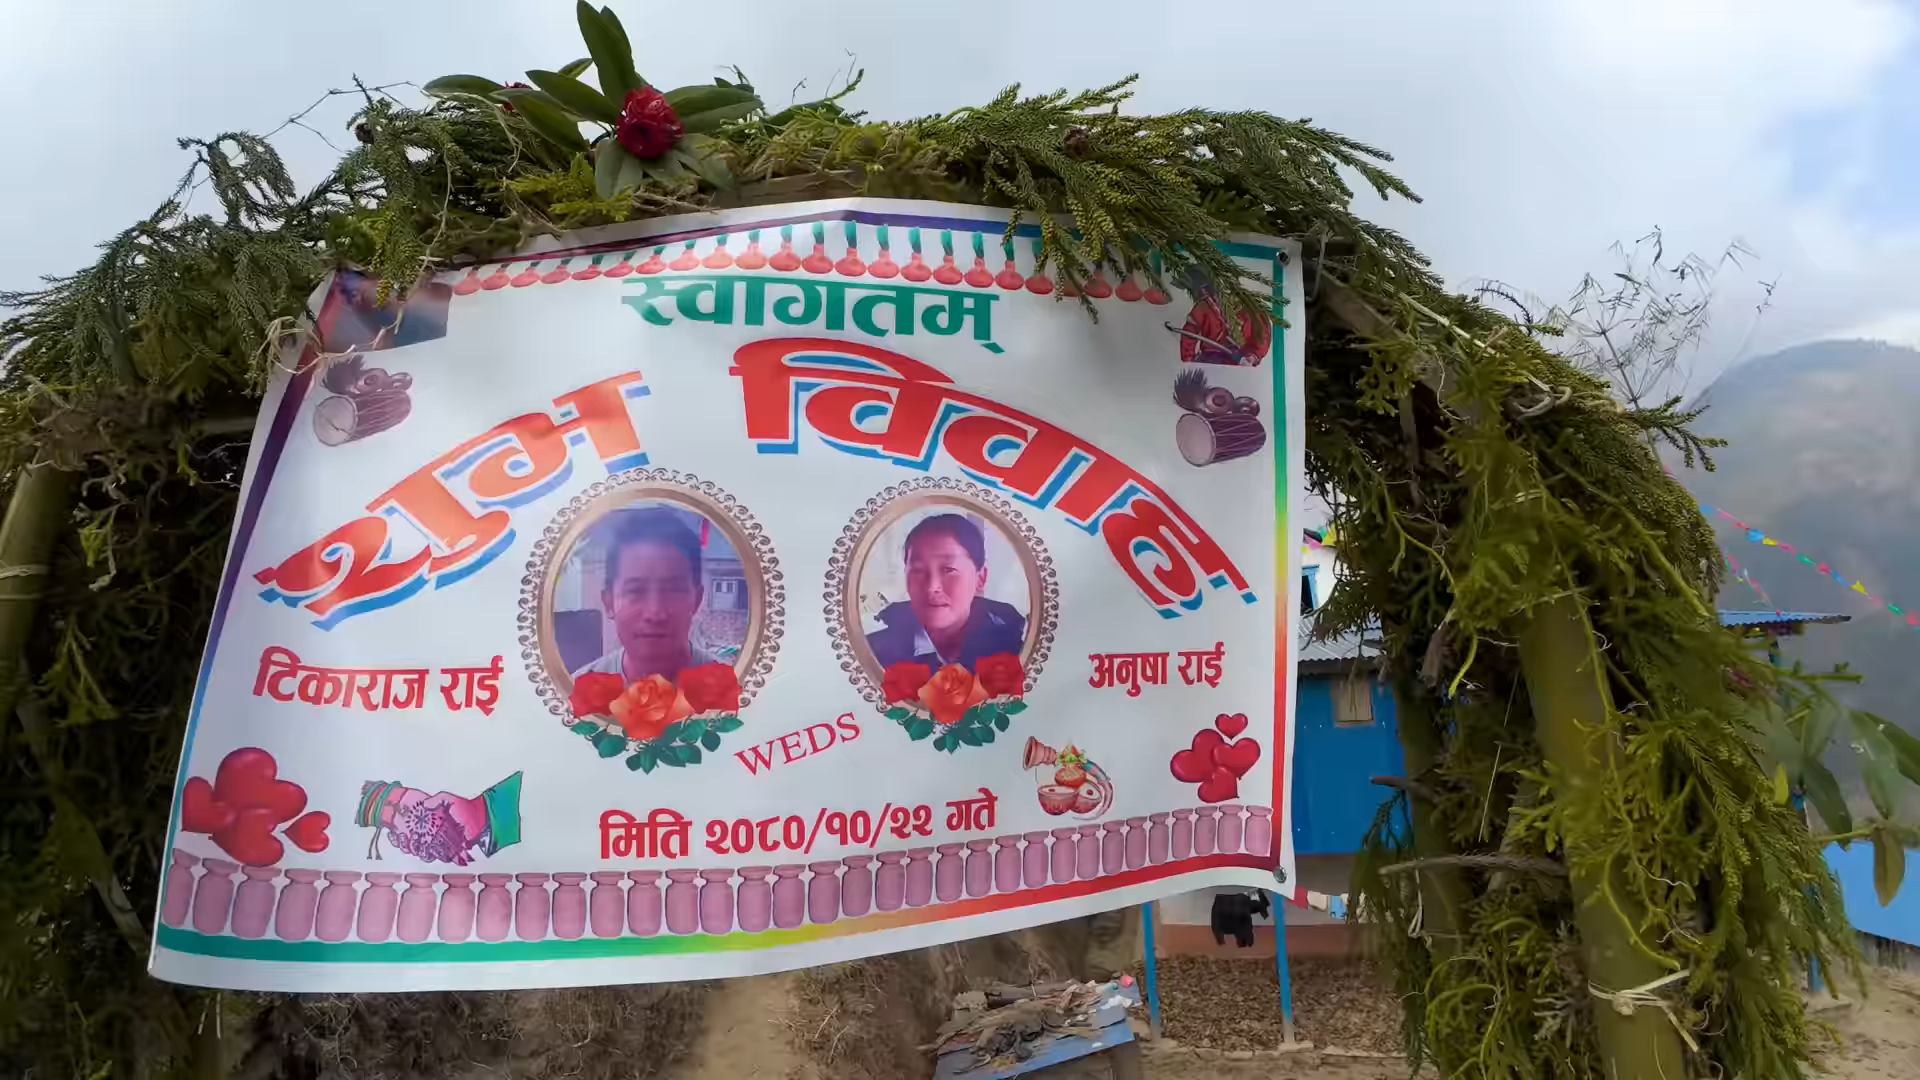 स्वागतम्
शुभ विवाह
टिकाराज राई
अनुषा राई
WEDS
मिति २०८०/१०/२२ गते